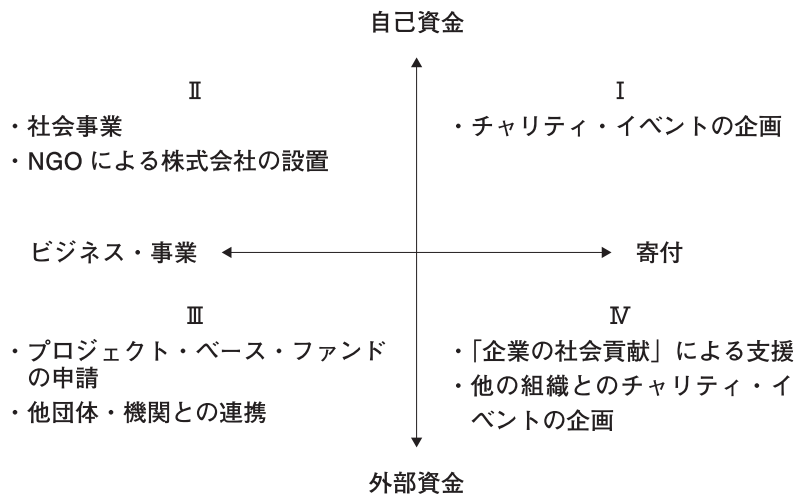 自己資金
Ⅱ
・社会事業
・NGO による株式会社の設置
Ⅰ
・チャリティ・イベントの企画
ビジネス・事業
寄付
Ⅲ
・プロジェクト・ベース・ファンド
の申請
・他団体・機関との連携
Ⅳ
・「企業の社会貢献」による支援
・他の組織とのチャリティ・イ
ベントの企画
外部資金